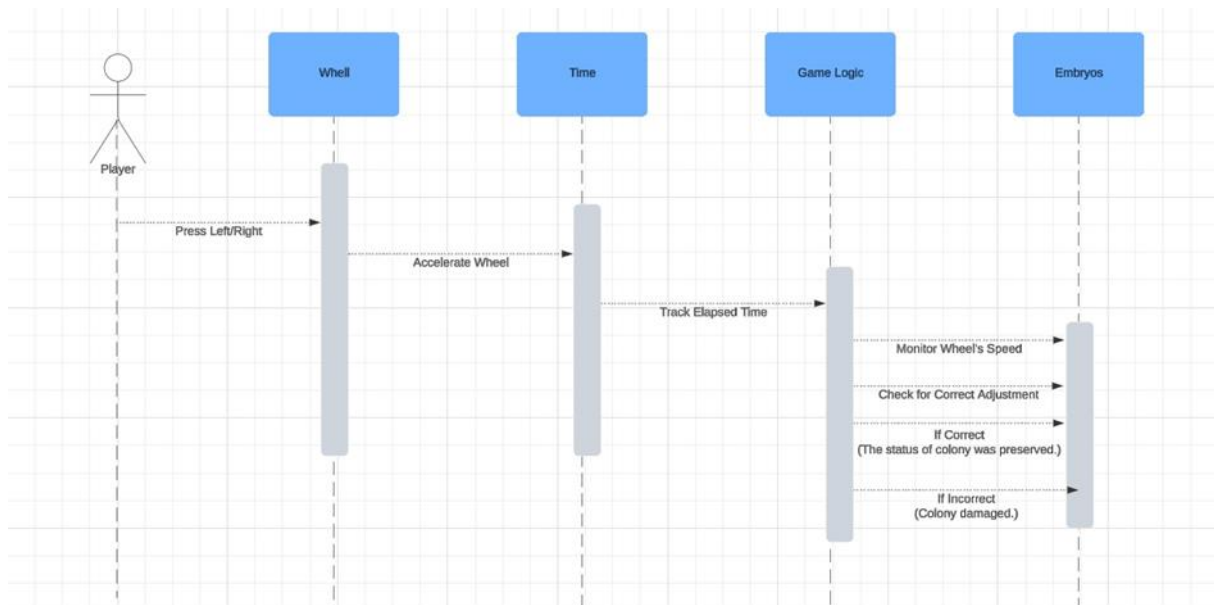 Whell
Time
Game Logic
Embryos
Player
Press Left/Right
Accelerate Wheel
Track Elapsed Time
Monitor Wheel's Speed
Check for Correct Adjustment
If Correct
(The status of colony was preserved.)
If Incorrect
(Colony damaged.)